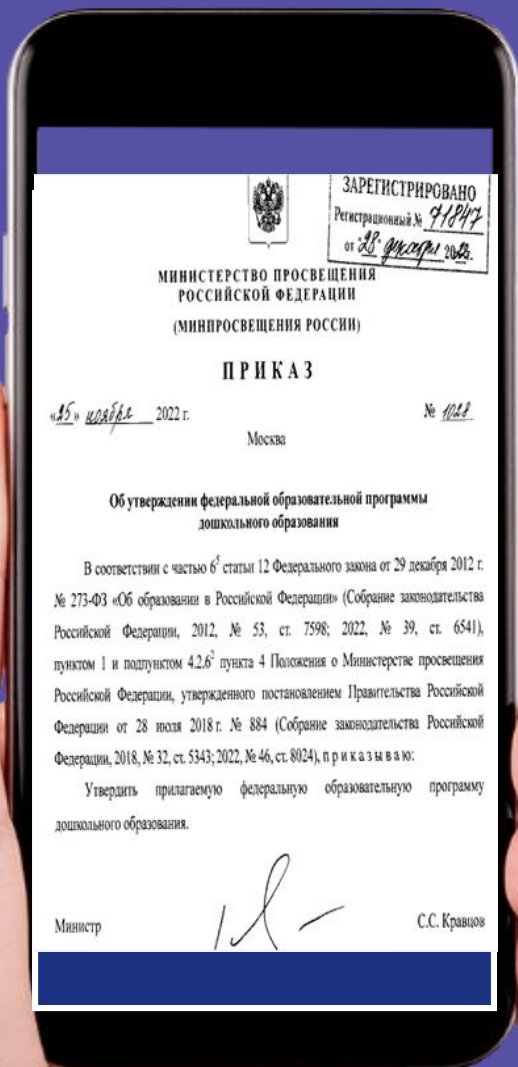 ЗАРЕГИСТРИРОВАНО
Регистрационный № 71847
от "28" декабря 2022.
МИНИСТЕРСТВО ПРОСВЕЩЕНИЯ
РОССИЙСКОЙ ФЕДЕРАЦИИ
(МИНПРОСВЕЩЕНИЯ РОССИИ)
ПРИКАЗ
«25» ноября 2022 г.
№ 1028
Москва
Об утверждении федеральной образовательной программы
дошкольного образования
В соответствии с частью 6⁵ статьи 12 Федерального закона от 29 декабря 2012 г.
№ 273-ФЗ «Об образовании в Российской Федерации» (Собрание законодательства
Российской Федерации, 2012, № 53, ст. 7598; 2022, № 39, ст. 6541),
пунктом 1 и подпунктом 4.2.6² пункта 4 Положения о Министерстве просвещения
Российской Федерации, утвержденного постановлением Правительства Российской
Федерации от 28 июля 2018 г. № 884 (Собрание законодательства Российской
Федерации, 2018, № 32, ст. 5343; 2022, № 46, ст. 8024), п р и к а з ы в а ю:
Утвердить прилагаемую федеральную образовательную программу
дошкольного образования.
Министр
С.С. Кравцов